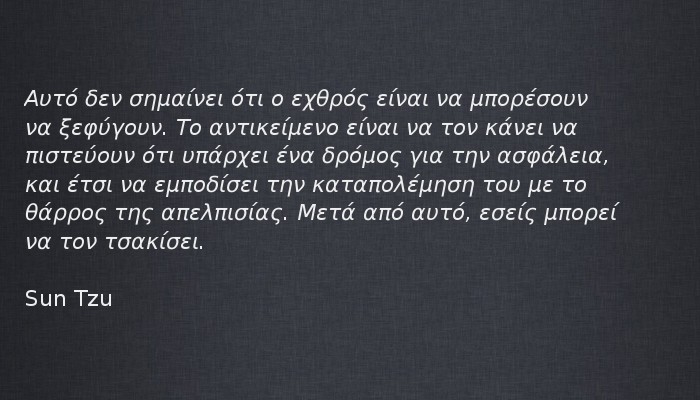 Αυτό δεν σημαίνει ότι ο εχθρός είναι να μπορέσουν
να ξεφύγουν. Το αντικείμενο είναι να τον κάνει να
πιστεύουν ότι υπάρχει ένα δρόμος για την ασφάλεια,
και έτσι να εμποδίσει την καταπολέμηση του με το
θάρρος της απελπισίας. Μετά από αυτό, εσείς μπορεί
να τον τσακίσει.
Sun Tzu